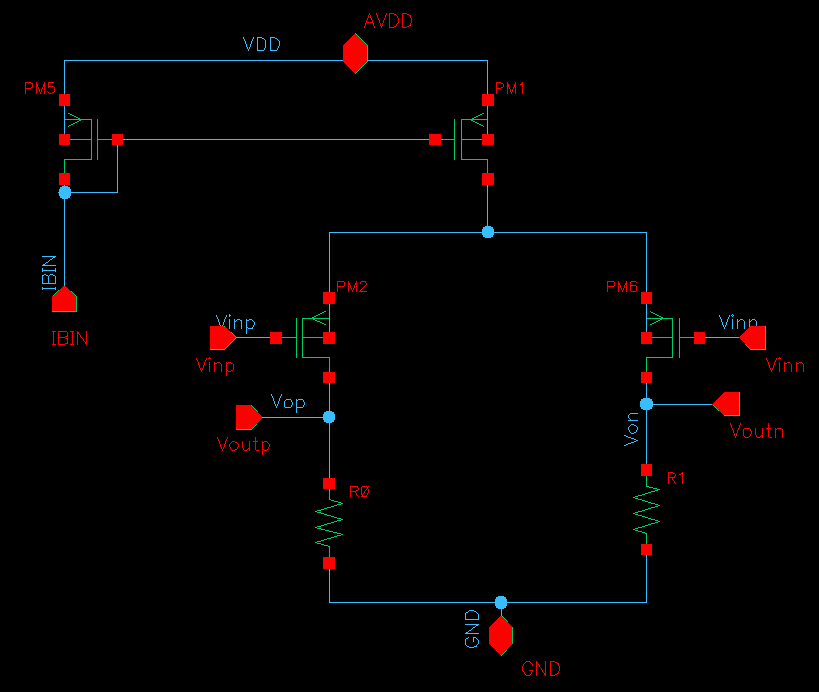 AVDD
VDD
PM5
PM1
IBIN
IBIN
PM2
PM6
Vinp
Vinp
Vinn
Vinn
Vop
Voutp
Von
Voutn
R0
R1
GND
GND